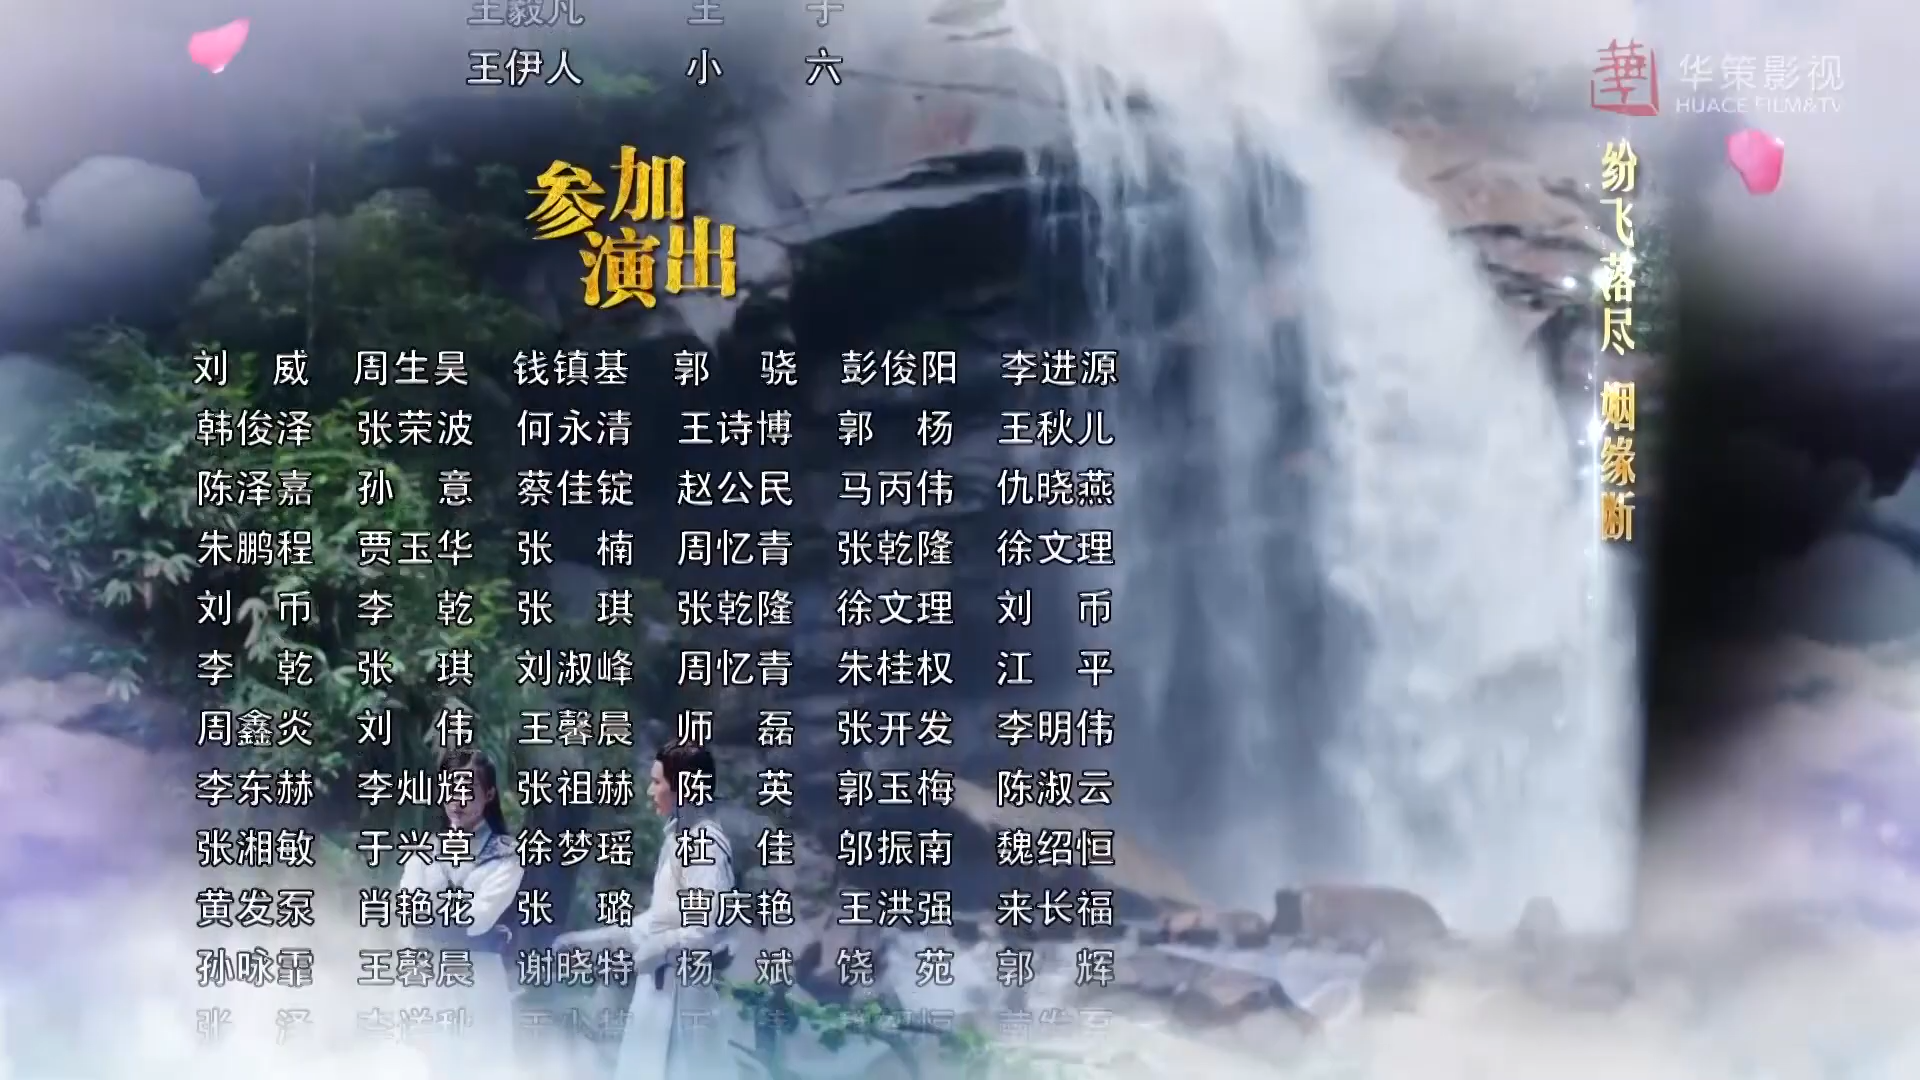 王毅凡 王 子
王伊人 小 六
華 华策影视
HUACE FILM&TV
参加
演出
纷飞落尽 姻缘断
刘 威 周生昊 钱镇基 郭 骁 彭俊阳 李进源
韩俊泽 张荣波 何永清 王诗博 郭 杨 王秋儿
陈泽嘉 孙 意 蔡佳锭 赵公民 马丙伟 仇晓燕
朱鹏程 贾玉华 张 楠 周忆青 张乾隆 徐文理
刘 币 李 乾 张 琪 张乾隆 徐文理 刘 币
李 乾 张 琪 刘淑峰 周忆青 朱桂权 江 平
周鑫炎 刘 伟 王馨晨 师 磊 张开发 李明伟
李东赫 李灿辉 张祖赫 陈 英 郭玉梅 陈淑云
张湘敏 于兴草 徐梦瑶 杜 佳 邬振南 魏绍恒
黄发泵 肖艳花 张 璐 曹庆艳 王洪强 来长福
孙咏霏 王馨晨 谢晓特 杨 斌 饶 苑 郭 辉
张 泽